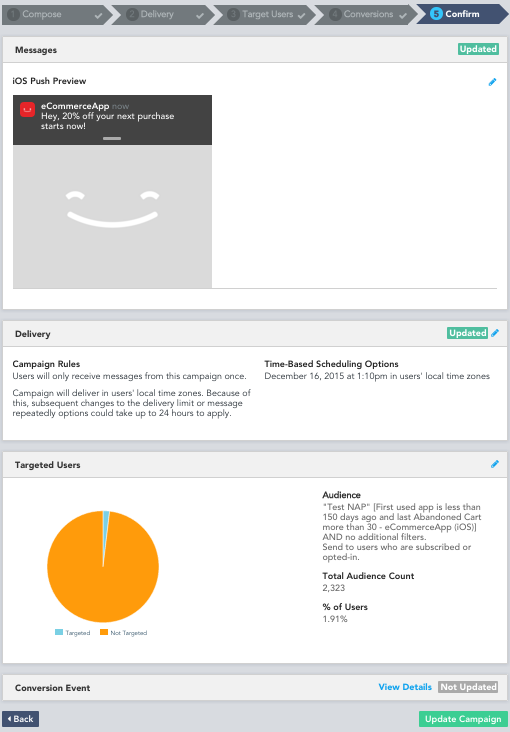 1 Compose
2 Delivery
3 Target Users
4 Conversions
5 Confirm
Messages
Updated
iOS Push Preview
eCommerceApp now
Hey, 20% off your next purchase
starts now!
Delivery
Updated
Campaign Rules
Users will only receive messages from this campaign once.
Campaign will deliver in users' local time zones. Because of
this, subsequent changes to the delivery limit or message
repeatedly options could take up to 24 hours to apply.
Time-Based Scheduling Options
December 16, 2015 at 1:10pm in users' local time zones
Targeted Users
Targeted
Not Targeted
Audience
"Test NAP" [First used app is less than
150 days ago and last Abandoned Cart
more than 30 - eCommerceApp (iOS)]
AND no additional filters.
Send to users who are subscribed or
opted-in.
Total Audience Count
2,323
% of Users
1.91%
Conversion Event
View Details
Not Updated
Back
Update Campaign